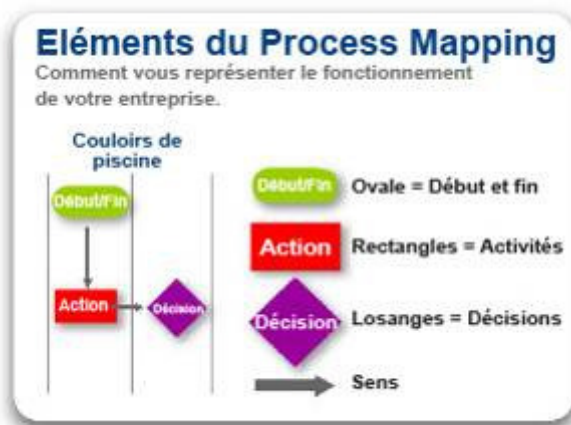 Eléments du Process Mapping
Comment vous représenter le fonctionnement
de votre entreprise.
Couloirs de
piscine
Début/Fin
Action
Décision
Début/Fin
Ovale = Début et fin
Action
Rectangles = Activités
Décision
Losanges = Décisions
Sens